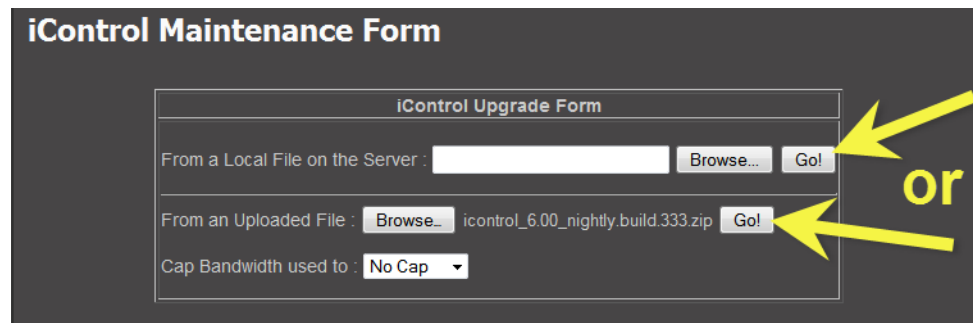 iControl Maintenance Form
iControl Upgrade Form
From a Local File on the Server : Browse... Go!
or
From an Uploaded File : Browse... icontrol_6.00_nightly.build.333.zip Go!
Cap Bandwidth used to : No Cap